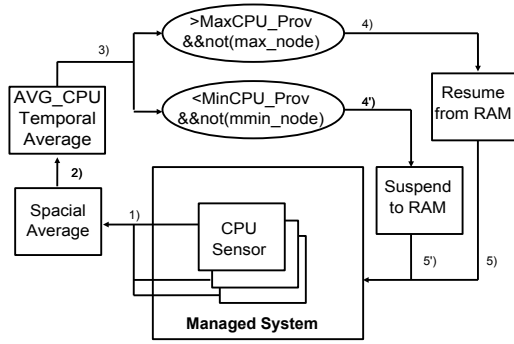 >MaxCPU_Prov
&&not(max_node)
3)
4)
AVG_CPU
Temporal
Average
<MinCPU_Prov
&&not(mmin_node)
4')
Resume
from RAM
2)
Suspend
to RAM
Spacial
Average
1)
CPU
Sensor
5')
5)
Managed System